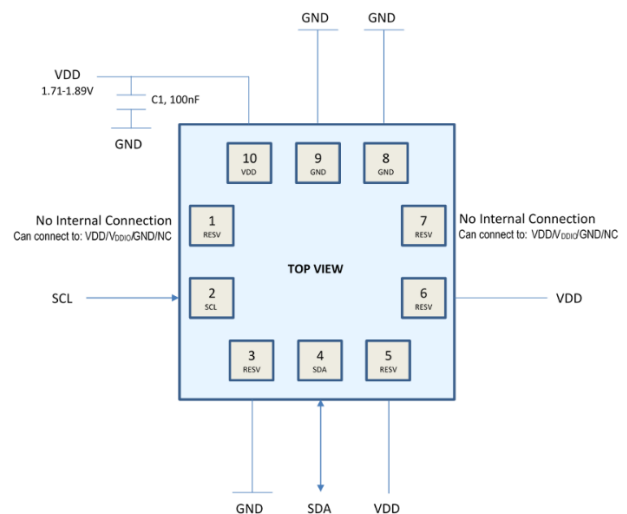 GND
GND
VDD
1.71-1.89V
C1, 100nF
GND
10
VDD
9
GND
8
GND
No Internal Connection
Can connect to: VDD/VDDIO/GND/NC
1
RESV
7
RESV
No Internal Connection
Can connect to: VDD/VDDIO/GND/NC
TOP VIEW
SCL
2
SCL
6
RESV
VDD
3
RESV
4
SDA
5
RESV
GND
SDA
VDD